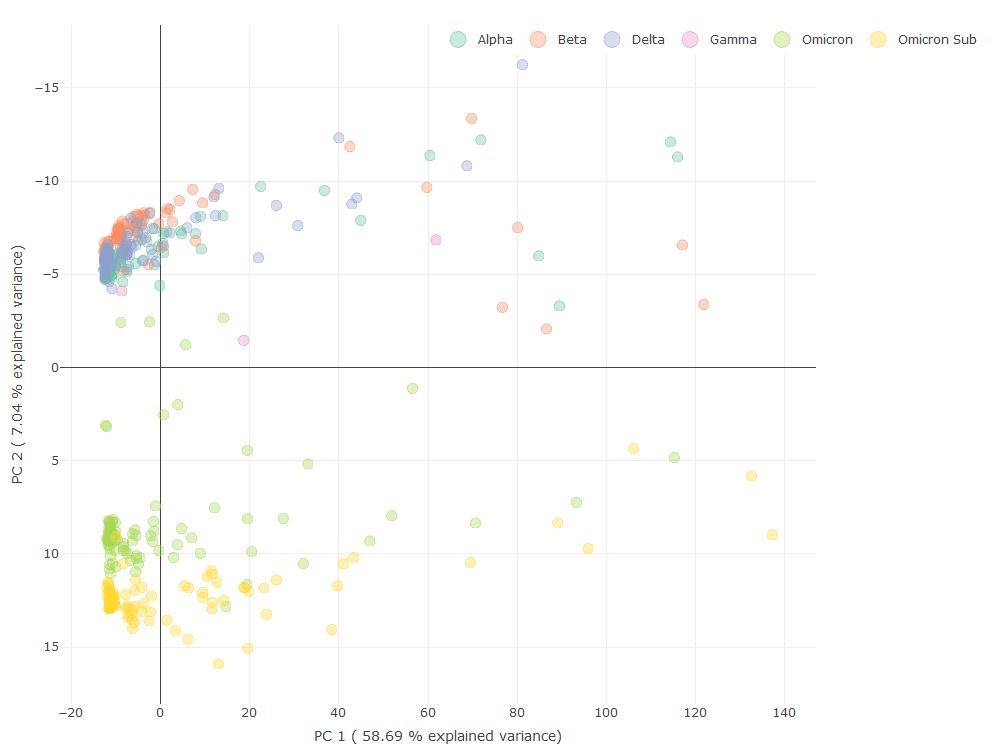 Alpha Beta Delta Gamma Omicron Omicron Sub
−15
−10
−5
0
5
10
15
PC 2 ( 7.04 % explained variance)
−20 0 20 40 60 80 100 120 140
PC 1 ( 58.69 % explained variance)